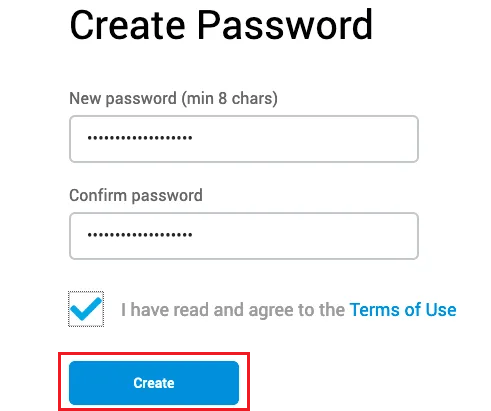 Create Password
New password (min 8 chars)
•••••••••••••••••••
Confirm password
•••••••••••••••••••
I have read and agree to the Terms of Use
Create